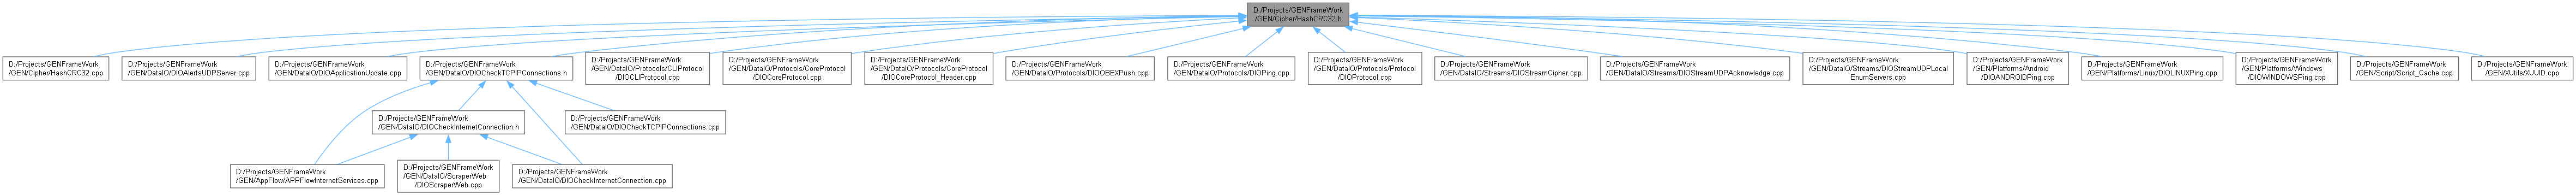 D:/Projects/GENFrameWork
/GEN/Cipher/HashCRC32.h
D:/Projects/GENFrameWork
/GEN/Cipher/HashCRC32.cpp
D:/Projects/GENFrameWork
/GEN/DataIO/DIOAlertsUDPServer.cpp
D:/Projects/GENFrameWork
/GEN/DataIO/DIOApplicationUpdate.cpp
D:/Projects/GENFrameWork
/GEN/DataIO/DIOCheckTCPIPConnections.h
D:/Projects/GENFrameWork
/GEN/DataIO/Protocols/CLIProtocol
/DIOCLIProtocol.cpp
D:/Projects/GENFrameWork
/GEN/DataIO/Protocols/CoreProtocol
/DIOCoreProtocol.cpp
D:/Projects/GENFrameWork
/GEN/DataIO/Protocols/CoreProtocol
/DIOCoreProtocol_Header.cpp
D:/Projects/GENFrameWork
/GEN/DataIO/Protocols/DIOOBEXPush.cpp
D:/Projects/GENFrameWork
/GEN/DataIO/Protocols/DIOPing.cpp
D:/Projects/GENFrameWork
/GEN/DataIO/Protocols/Protocol
/DIOProtocol.cpp
D:/Projects/GENFrameWork
/GEN/DataIO/Streams/DIOStreamCipher.cpp
D:/Projects/GENFrameWork
/GEN/DataIO/Streams/DIOStreamUDPAcknowledge.cpp
D:/Projects/GENFrameWork
/GEN/DataIO/Streams/DIOStreamUDPLocal
EnumServers.cpp
D:/Projects/GENFrameWork
/GEN/Platforms/Android
/DIOANDROIDPing.cpp
D:/Projects/GENFrameWork
/GEN/Platforms/Linux/DIOLINUXPing.cpp
D:/Projects/GENFrameWork
/GEN/Platforms/Windows
/DIOWINDOWSPing.cpp
D:/Projects/GENFrameWork
/GEN/Script/Script_Cache.cpp
D:/Projects/GENFrameWork
/GEN/XUtils/XUUID.cpp
D:/Projects/GENFrameWork
/GEN/DataIO/DIOCheckInternetConnection.h
D:/Projects/GENFrameWork
/GEN/DataIO/DIOCheckTCPIPConnections.cpp
D:/Projects/GENFrameWork
/GEN/AppFlow/APPFlowInternetServices.cpp
D:/Projects/GENFrameWork
/GEN/DataIO/ScraperWeb
/DIOScraperWeb.cpp
D:/Projects/GENFrameWork
/GEN/DataIO/DIOCheckInternetConnection.cpp